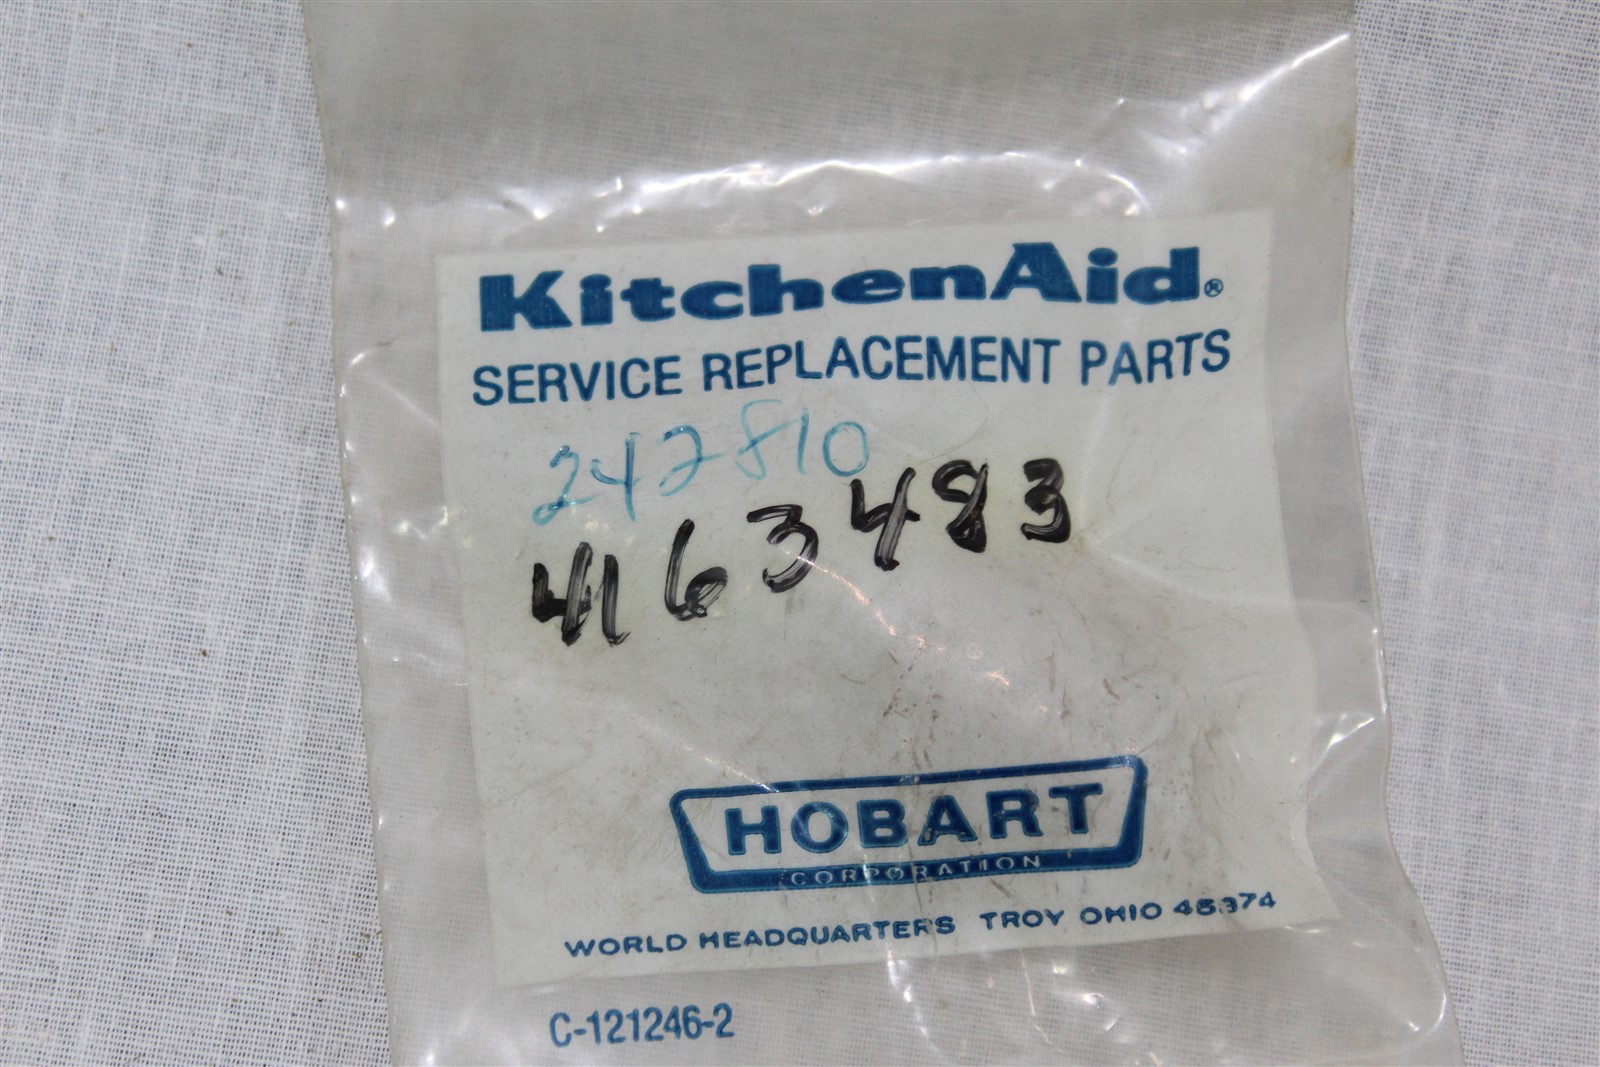 KitchenAid®
SERVICE REPLACEMENT PARTS
242810
4163483
HOBART
CORPORATION
WORLD HEADQUARTERS TROY OHIO 45374
C-121246-2